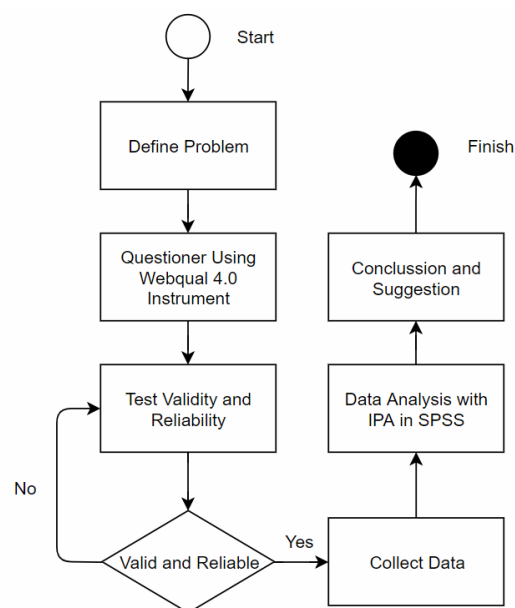 Start
Define Problem
Questioner Using
Webqual 4.0
Instrument
Test Validity and
Reliability
No
Valid and Reliable
Yes
Collect Data
Data Analysis with
IPA in SPSS
Conclussion and
Suggestion
Finish